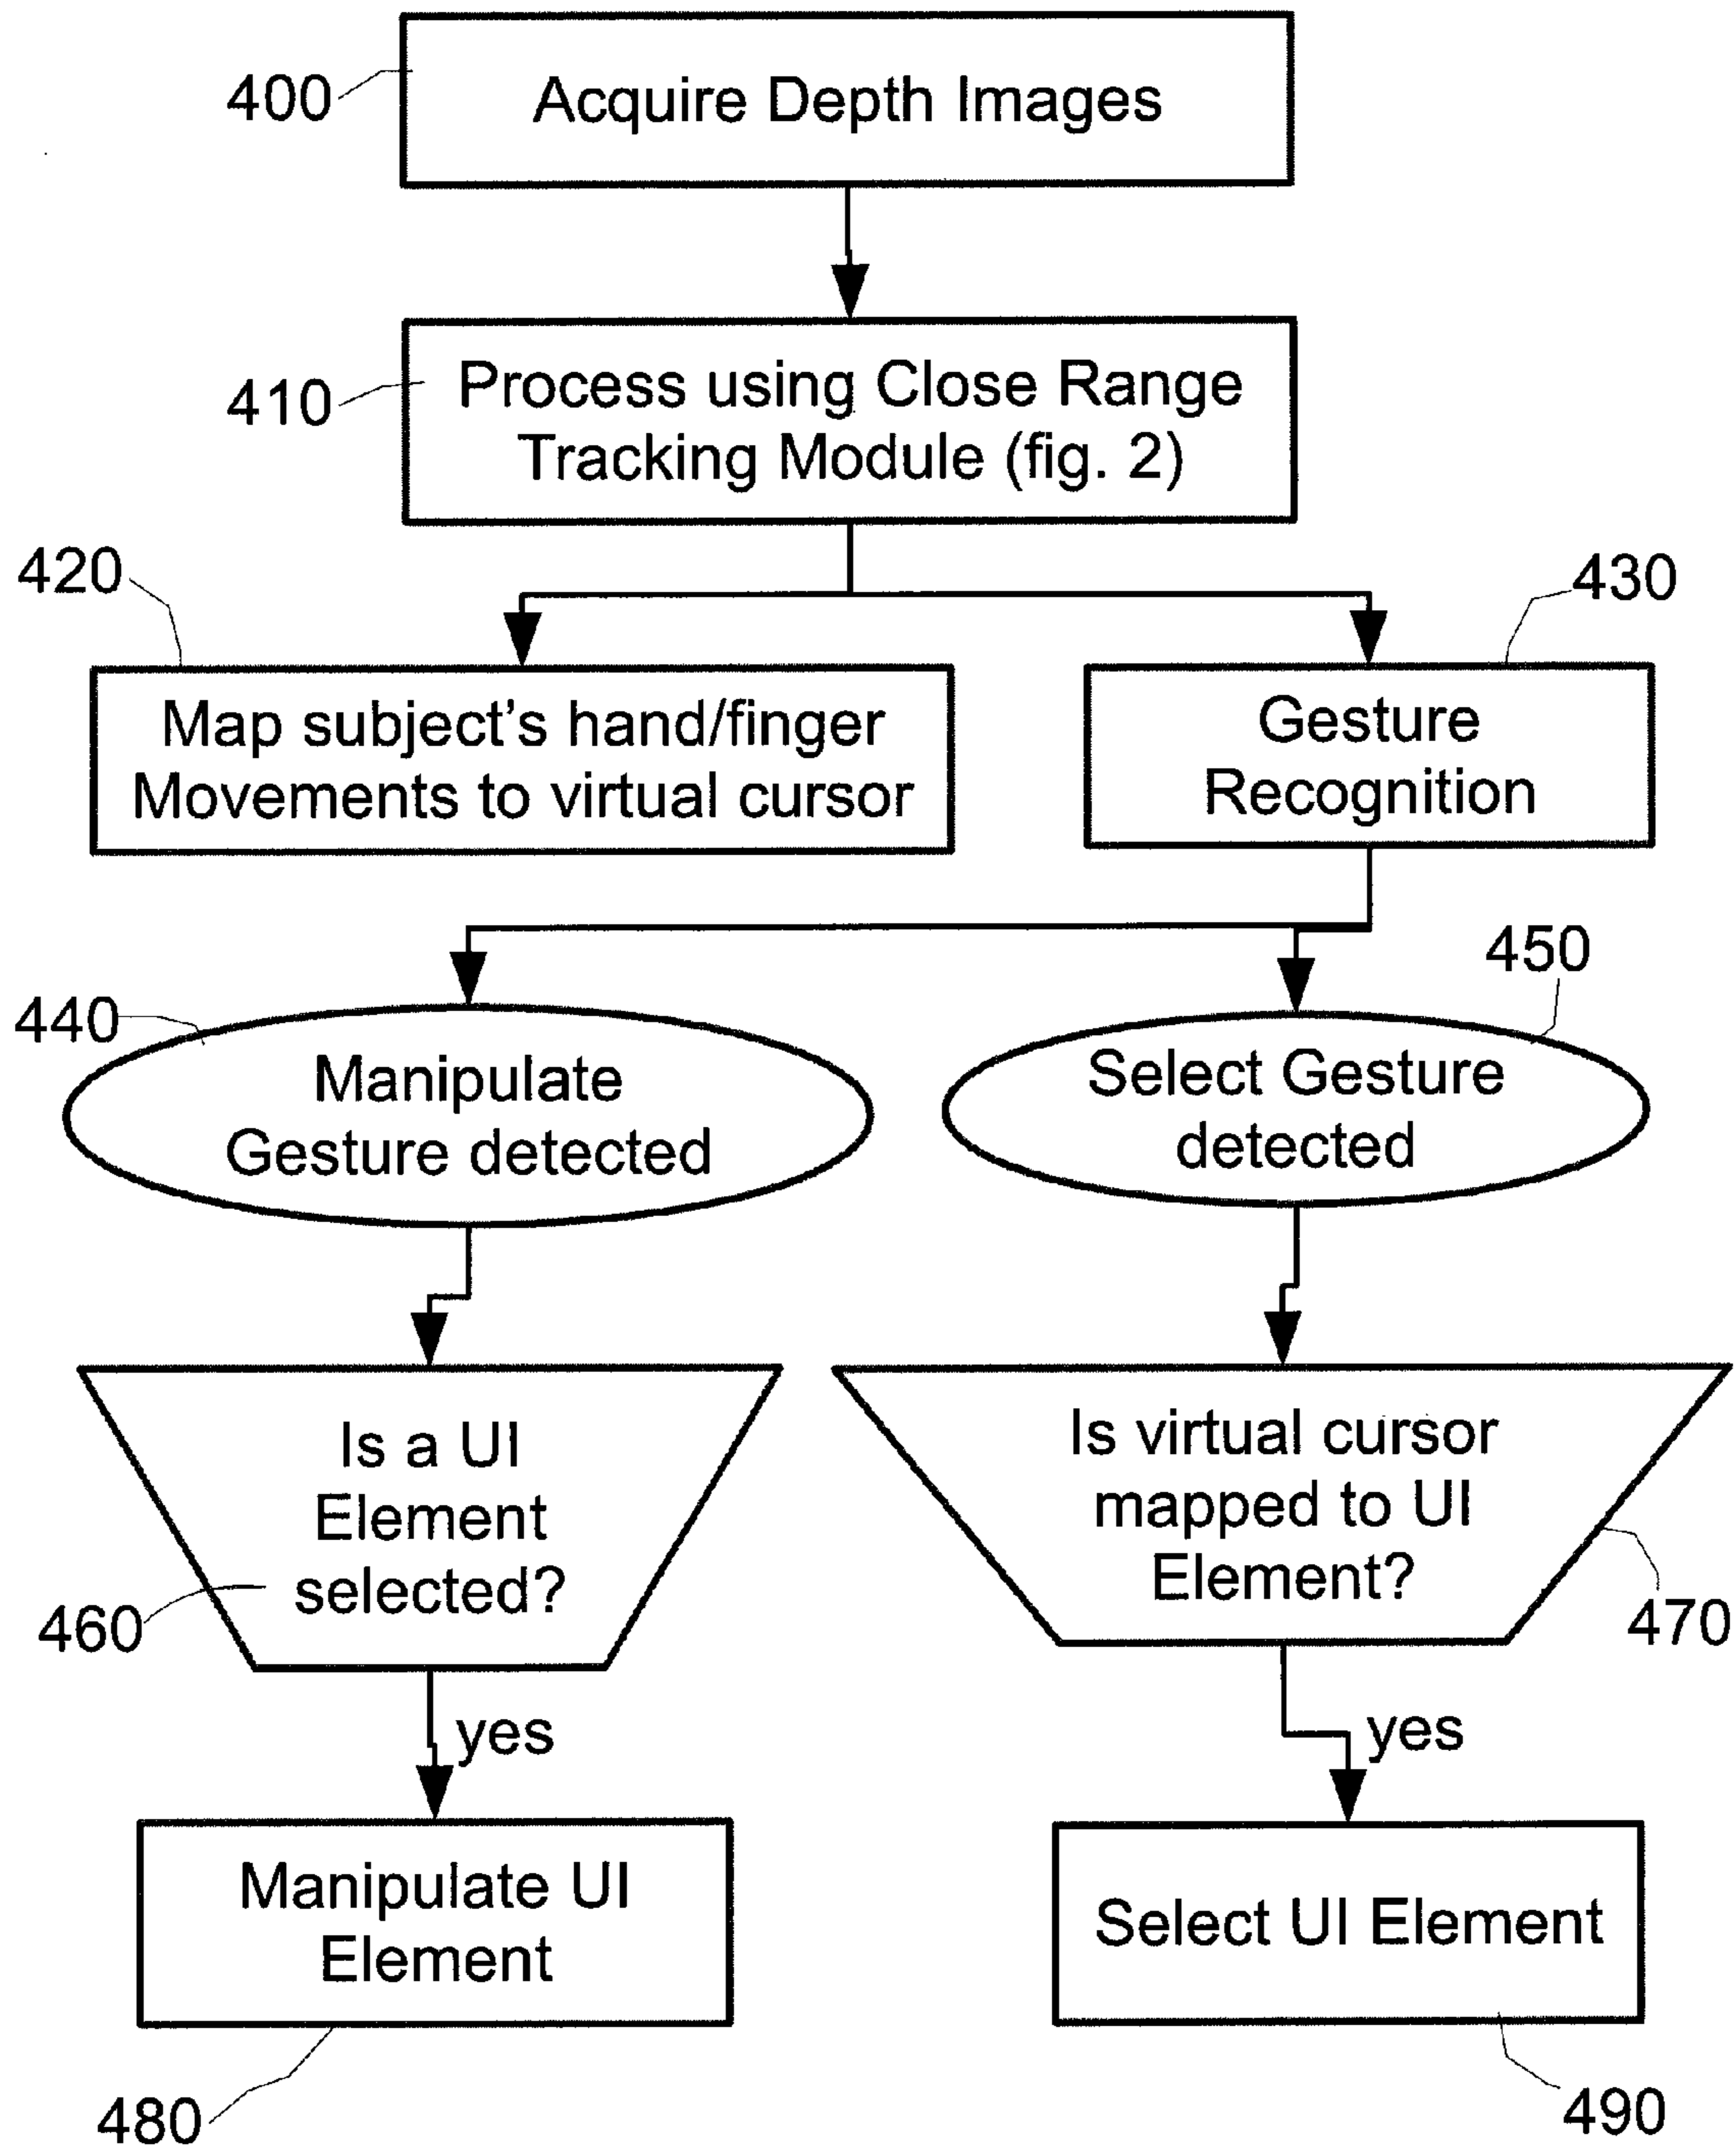 400
Acquire Depth Images
410
Process using Close Range
Tracking Module (fig. 2)
420
430
Map subject's hand/finger
Movements to virtual cursor
Gesture
Recognition
440
450
Manipulate
Gesture detected
Select Gesture
detected
Is a UI
Element
selected?
460
Is virtual cursor
mapped to UI
Element?
470
yes
yes
Manipulate UI
Element
Select UI Element
480
490